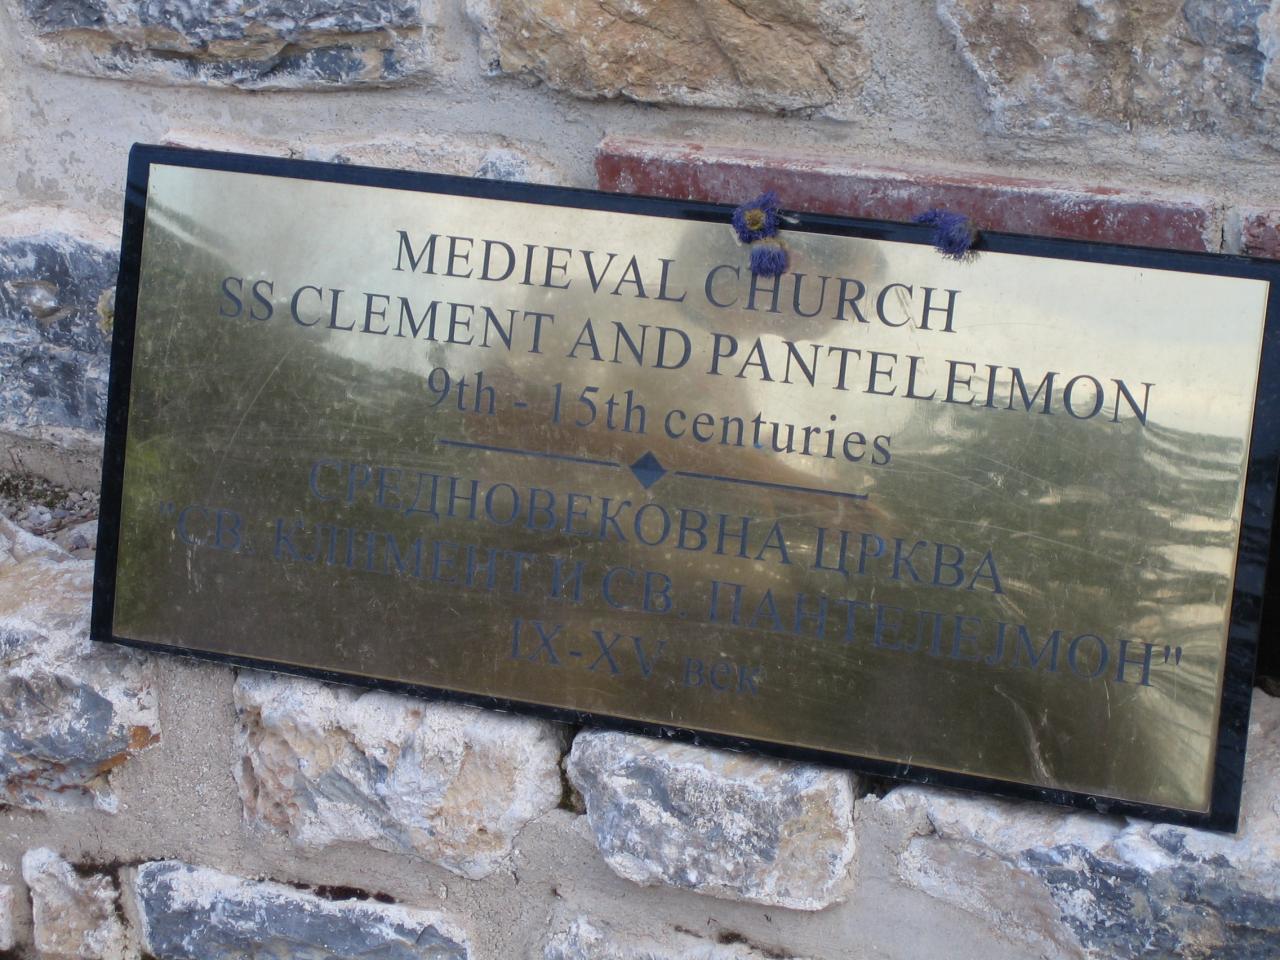 MEDIEVAL CHURCH
SS CLEMENT AND PANTELEIMON
9th - 15th centuries
СРЕДНОВЕКОВНА ЦРКВА
"СВ. КЛИМЕНТ И СВ. ПАНТЕЛЕЈМОН"
IX-XV век